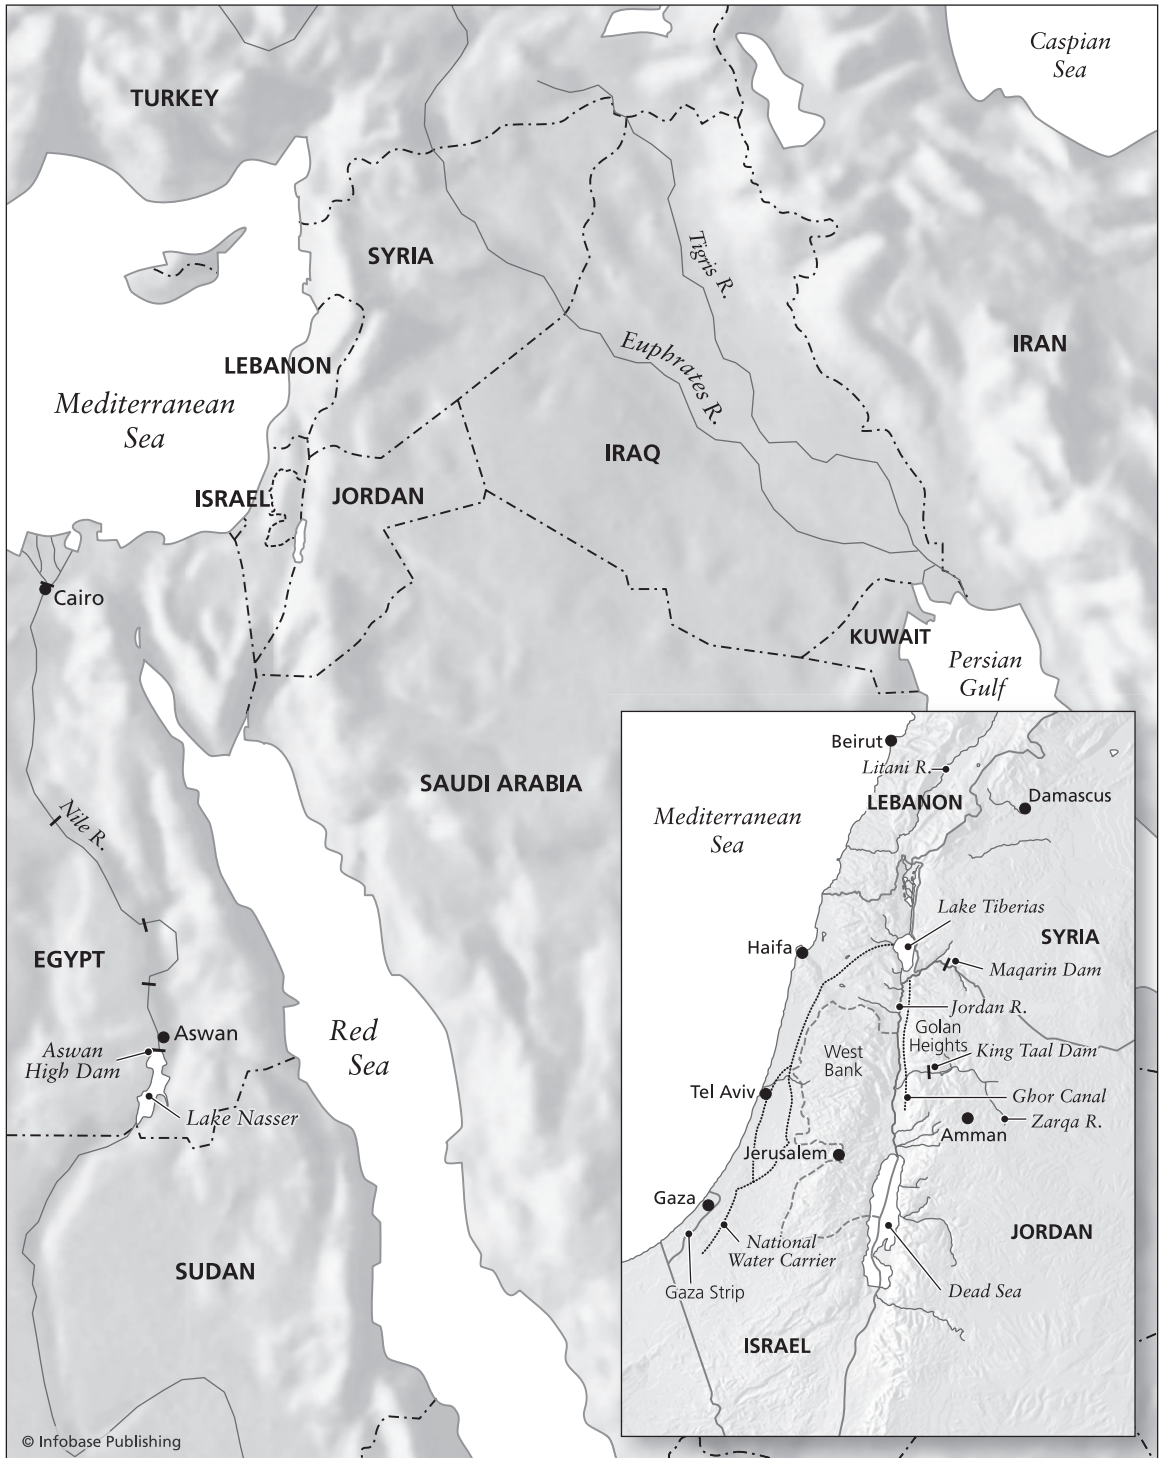 Caspian
Sea
TURKEY
SYRIA
Tigris R.
Euphrates R.
IRAN
LEBANON
Mediterranean
Sea
IRAQ
ISRAEL
JORDAN
Cairo
KUWAIT
Persian
Gulf
SAUDI ARABIA
Nile R.
EGYPT
Aswan
Aswan
High Dam
Lake Nasser
Red
Sea
SUDAN
Beirut
Litani R.
LEBANON
Damascus
Mediterranean
Sea
Lake Tiberias
SYRIA
Haifa
Maqarin Dam
Jordan R.
Golan
Heights
West
Bank
King Taal Dam
Tel Aviv
Ghor Canal
Zarqa R.
Amman
Jerusalem
Gaza
National
Water Carrier
JORDAN
Gaza Strip
Dead Sea
ISRAEL
© Infobase Publishing